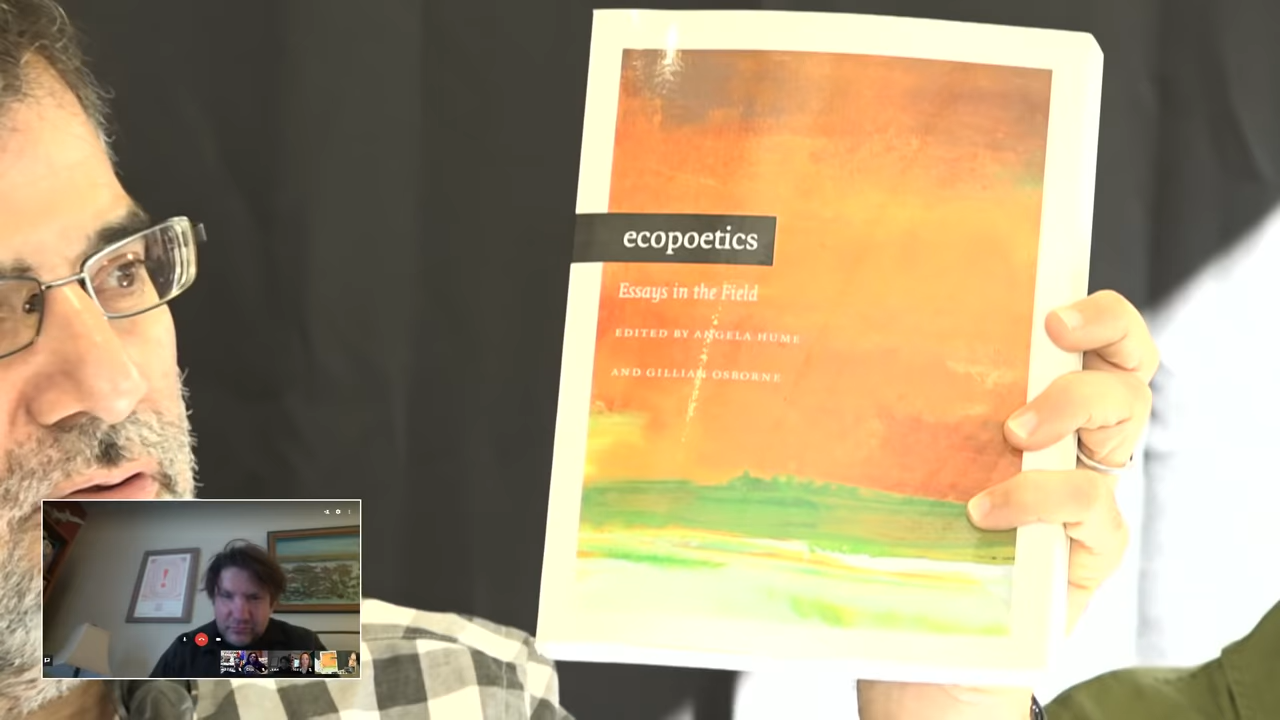 ecopoetics
Essays in the Field
EDITED BY ANGELA HUME
AND GILLIAN OSBORNE